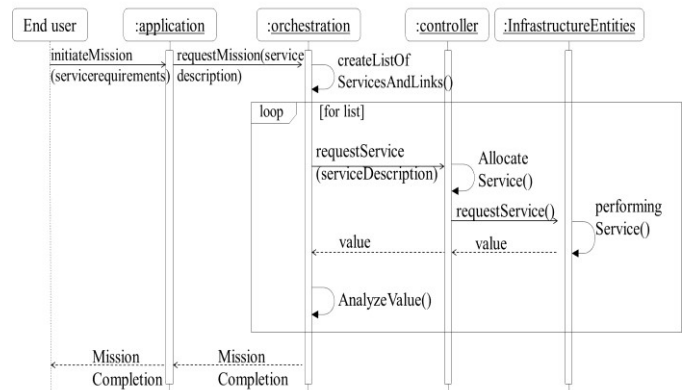 End user :application :orchestration :controller :InfrastructureEntities
initiateMission
(servicerequirements)
requestMission(service
description)
createListOf
ServicesAndLinks()
loop [for list]
requestService
(serviceDescription)
Allocate
Service()
requestService()
performing
Service()
value
value
AnalyzeValue()
Mission
Completion
Mission
Completion